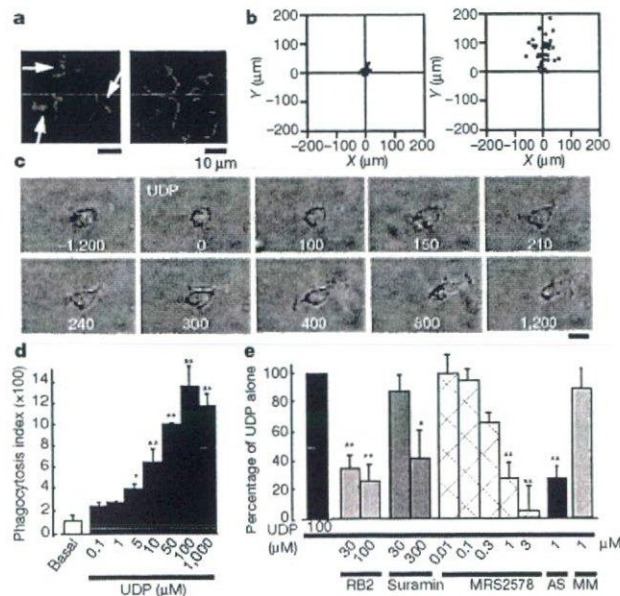 a
10 µm
b
Y (µm)
200
100
0
−100
−200
−200 −100 0 100 200
X (µm)
Y (µm)
200
100
0
−100
−200
−200 −100 0 100 200
X (µm)
c
UDP
−1,200
0
100
150
210
240
300
400
800
1,200
d
Phagocytosis index (×100)
14
12
10
8
6
4
2
0
* ** ** ** **
Basal 0.1 1 5 10 50 100 1,000
UDP (µM)
e
Percentage of UDP alone
100
80
60
40
20
0
** ** * ** ** **
UDP 100
(µM)
30 100 30 300 0.01 0.1 0.3 1 3 1 1 µM
RB2 Suramin MRS2578 AS MM